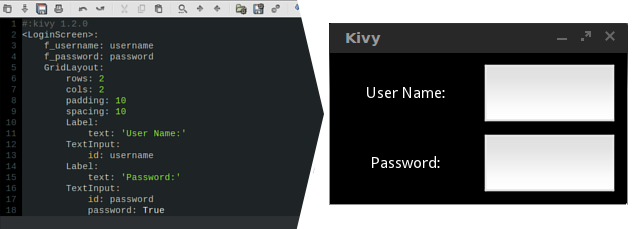 1 #:kivy 1.2.0
2 <LoginScreen>:
3 f_username: username
4 f_password: password
5 GridLayout:
6 rows: 2
7 cols: 2
8 padding: 10
9 spacing: 10
10 Label:
11 text: 'User Name:'
12 TextInput:
13 id: username
14 Label:
15 text: 'Password:'
16 TextInput:
17 id: password
18 password: True
Kivy
User Name:
Password: